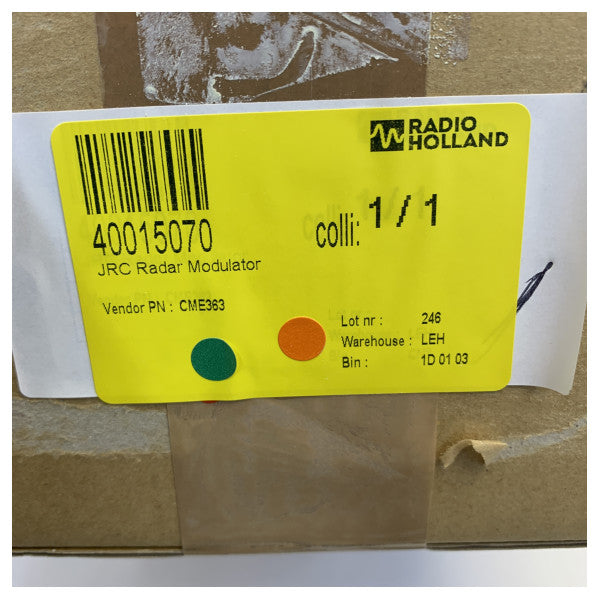 RADIO
HOLLAND
40015070
colli: 1 / 1
JRC Radar Modulator
Vendor PN : CME363
Lot nr : 246
Warehouse : LEH
Bin : 1D 01 03